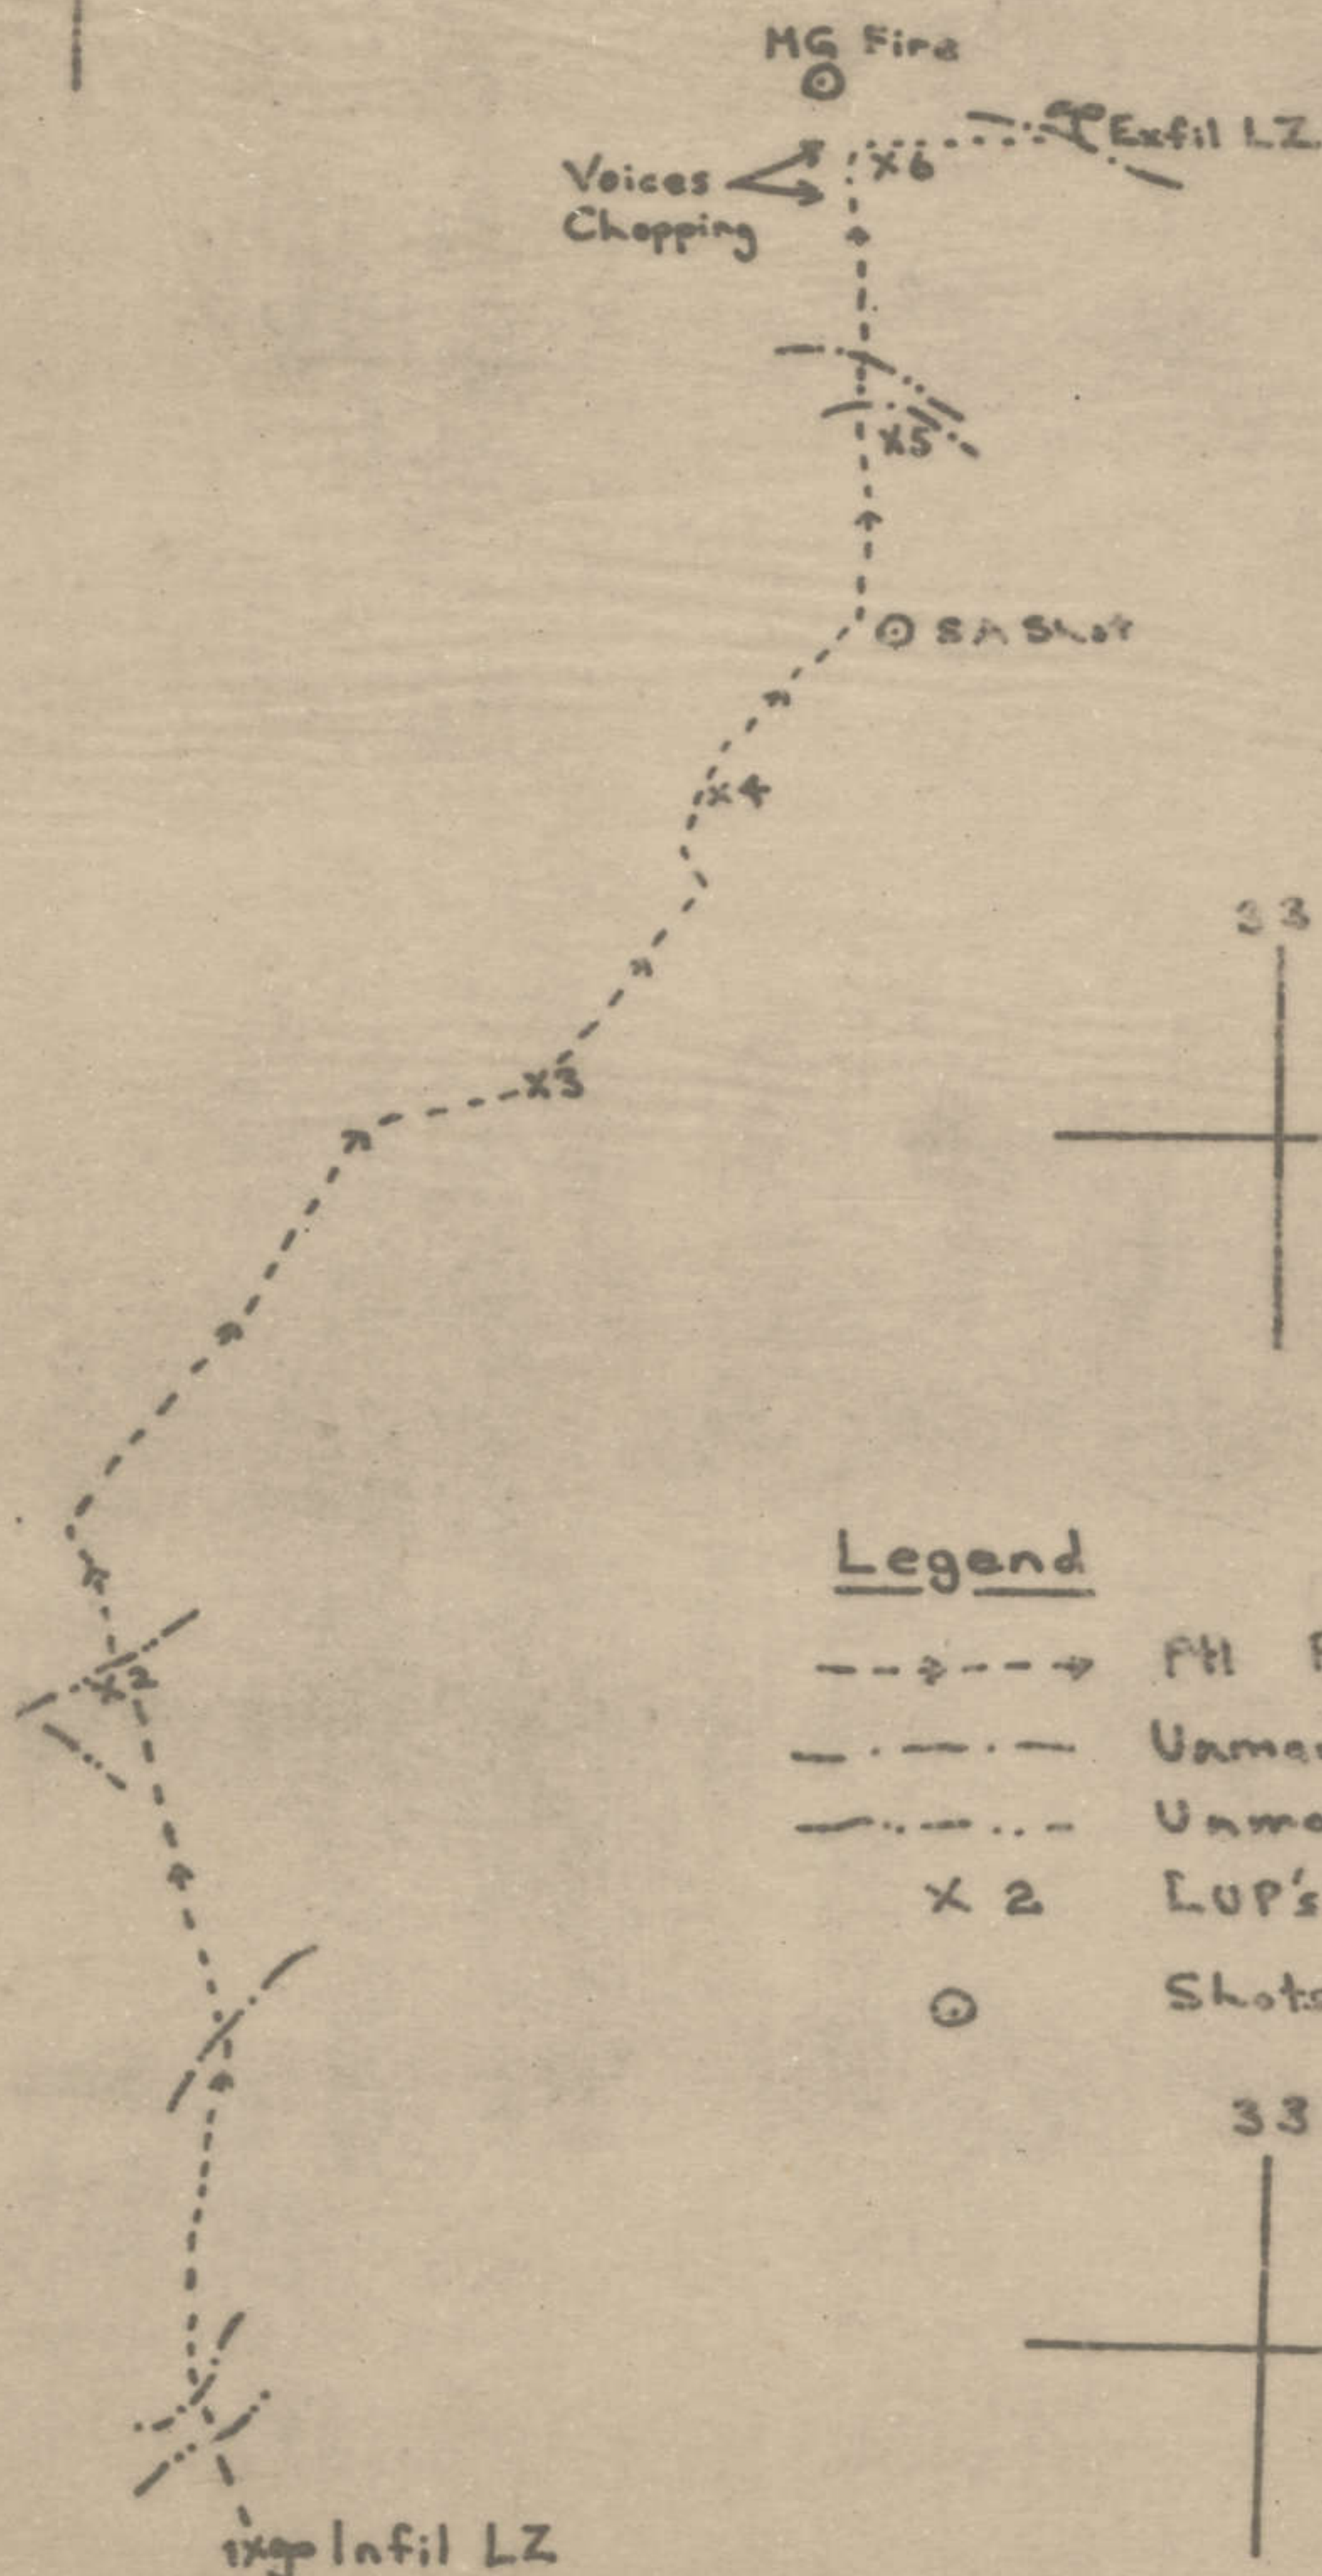 MG Fire
Exfil LZ
X6
Voices
Chopping
X5
SA Shot
X4
33
X3
Legend
X2
X 2 LUP's
Shots
33
Infil LZ